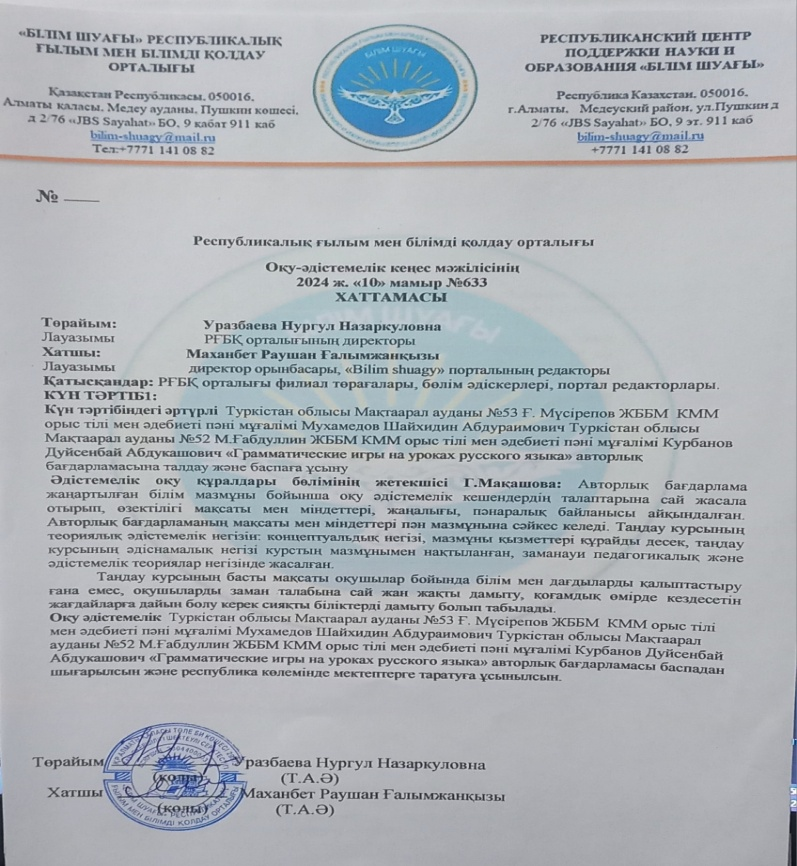 «БІЛІМ ШУАҒЫ» РЕСПУБЛИКАЛЫҚ
ҒЫЛЫМ МЕН БІЛІМДІ ҚОЛДАУ
ОРТАЛЫҒЫ
Қазақстан Республикасы, 050016,
Алматы қаласы, Медеу ауданы, Пушкин көшесі,
д 2/76 «JBS Sayahat» БО, 9 қабат 911 каб
bilim-shuagy@mail.ru
Тел:+7771 141 08 82
РЕСПУБЛИКАНСКИЙ ЦЕНТР
ПОДДЕРЖКИ НАУКИ И
ОБРАЗОВАНИЯ «БІЛІМ ШУАҒЫ»
Республика Казахстан, 050016,
г.Алматы, Медеуский район, ул.Пушкин д
2/76 «JBS Sayahat» БО, 9 эт. 911 каб
bilim-shuagy@mail.ru
+7771 141 08 82
БІЛІМ ШУАҒЫ
№ ___
Республикалық ғылым мен білімді қолдау орталығы
Оқу-әдістемелік кеңес мәжілісінің
2024 ж. «10» мамыр №633
ХАТТАМАСЫ
Төрайым: Уразбаева Нургул Назаркуловна
Лауазымы РҒБҚ орталығының директоры
Хатшы: Маханбет Раушан Ғалымжанқызы
Лауазымы директор орынбасары, «Bilim shuagy» порталының редакторы
Қатысқандар: РҒБҚ орталығы филиал төрағалары, бөлім әдіскерлері, портал редакторлары.
КҮН ТӘРТІБ1:
Күн тәртібіндегі әртүрлі Туркістан облысы Мақтаарал ауданы №53 Ғ. Мүсірепов ЖББМ КММ
орыс тілі мен әдебиеті пәні мұғалімі Мухамедов Шайхидин Абдураимович Туркістан облысы
Мақтаарал ауданы №52 М.Ғабдуллин ЖББМ КММ орыс тілі мен әдебиеті пәні мұғалімі Курбанов
Дуйсенбай Абдукашович «Грамматические игры на уроках русского языка» авторлық
бағдарламасына талдау және баспаға ұсыну
Әдістемелік оқу құралдары бөлімінің жетекшісі Г.Мақашова: Авторлық бағдарлама
жаңартылған білім мазмұны бойынша оқу әдістемелік кешендердің талаптарына сай жасала
отырып, өзектілігі мақсаты мен міндеттері, жаңалығы, пәнаралық байланысы айқындалған.
Авторлық бағдарламаның мақсаты мен міндеттері пән мазмұнына сәйкес келеді. Таңдау курсының
теориялық әдістемелік негізін: концептуальдық негізі, мазмұны қызметтері құрайды десек, таңдау
курсының әдіснамалық негізі курстың мазмұнымен нақтыланған, заманауи педагогикалық және
әдістемелік теориялар негізінде жасалған.
Таңдау курсының басты мақсаты оқушылар бойында білім мен дағдыларды қалыптастыру
ғана емес, оқушыларды заман талабына сай жан жақты дамыту, қоғамдық өмірде кездесетін
жағдайларға дайын болу керек сияқты біліктерді дамыту болып табылады.
Оқу әдістемелік Туркістан облысы Мақтаарал ауданы №53 Ғ. Мүсірепов ЖББМ КММ орыс тілі
мен әдебиеті пәні мұғалімі Мухамедов Шайхидин Абдураимович Туркістан облысы Мақтаарал
ауданы №52 М.Ғабдуллин ЖББМ КММ орыс тілі мен әдебиеті пәні мұғалімі Курбанов Дуйсенбай
Абдукашович «Грамматические игры на уроках русского языка» авторлық бағдарламасы баспадан
шығарылсын және республика көлемінде мектептерге таратуға ұсынылсын.
Төрайым Уразбаева Нургул Назаркуловна
(қолы) (Т.А.Ә)
Хатшы Маханбет Раушан Ғалымжанқызы
(қолы) (Т.А.Ә)